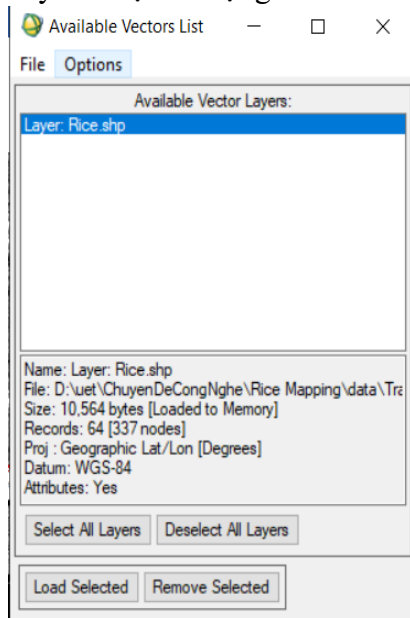 Available Vectors List
File Options
Available Vector Layers:
Layer: Rice.shp
Name: Layer: Rice.shp
File: D:\uet\ChuyenDeCongNghe\Rice Mapping\data\Tra
Size: 10,564 bytes [Loaded to Memory]
Records: 64 [337 nodes]
Proj : Geographic Lat/Lon [Degrees]
Datum: WGS-84
Attributes: Yes
Select All Layers Deselect All Layers
Load Selected Remove Selected